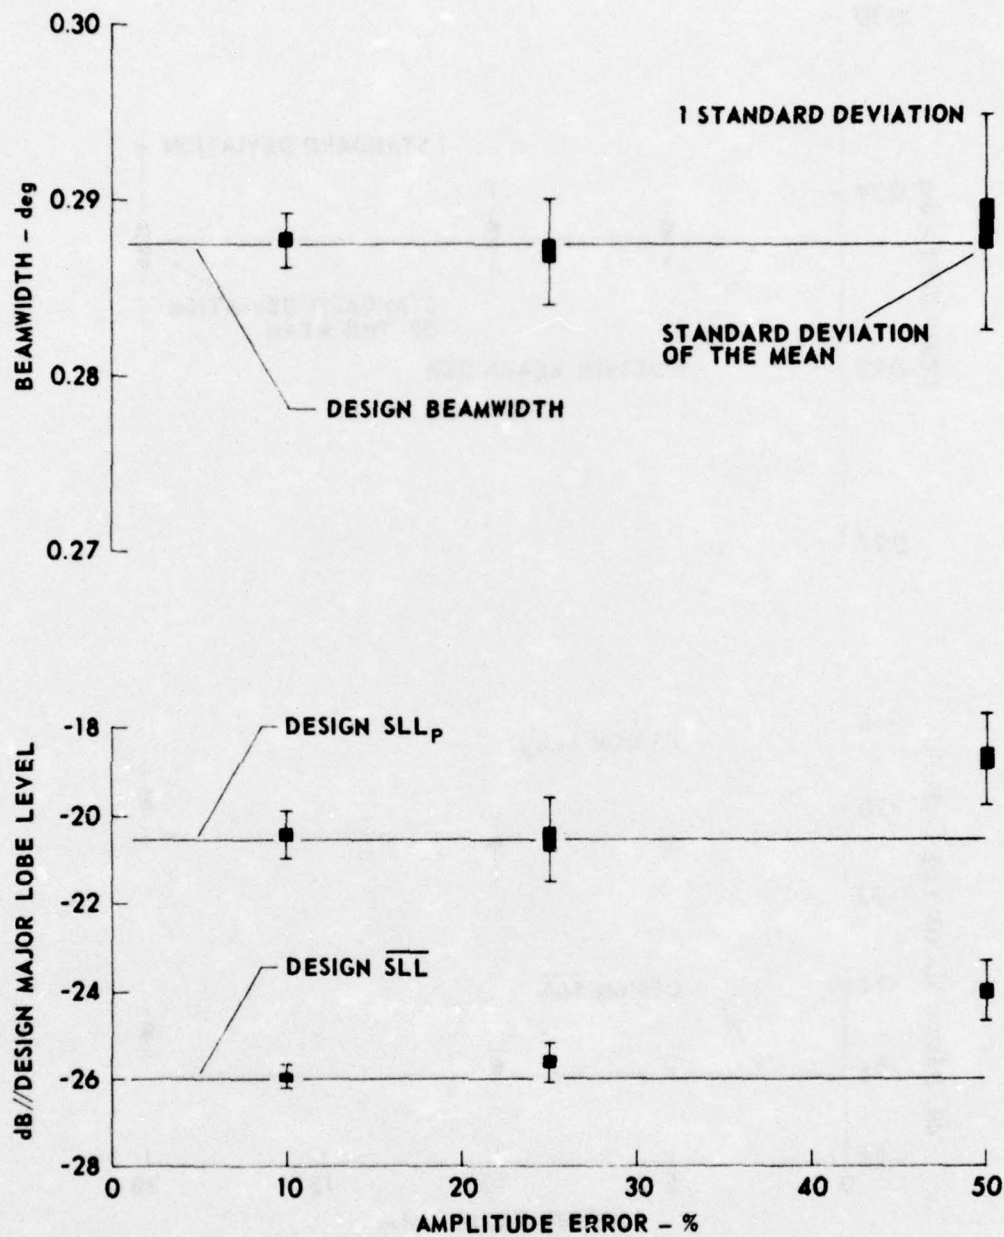 0.30
1 STANDARD DEVIATION
0.29
BEAMWIDTH – deg
STANDARD DEVIATION
OF THE MEAN
0.28
DESIGN BEAMWIDTH
0.27
-18
DESIGN SLLP
-20
dB//DESIGN MAJOR LOBE LEVEL
-22
DESIGN S̅L̅L̅
-24
-26
-28
0
10
20
30
40
50
AMPLITUDE ERROR – %